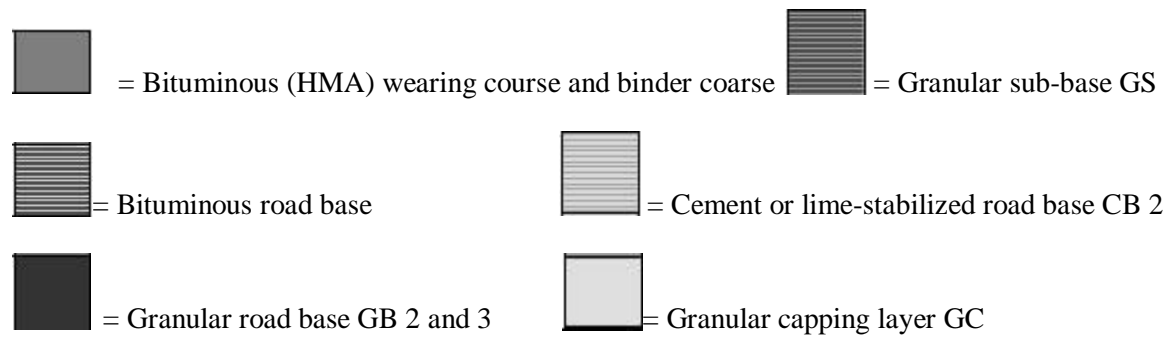 = Bituminous (HMA) wearing course and binder coarse = Granular sub-base GS
= Bituminous road base = Cement or lime-stabilized road base CB 2
= Granular road base GB 2 and 3 = Granular capping layer GC